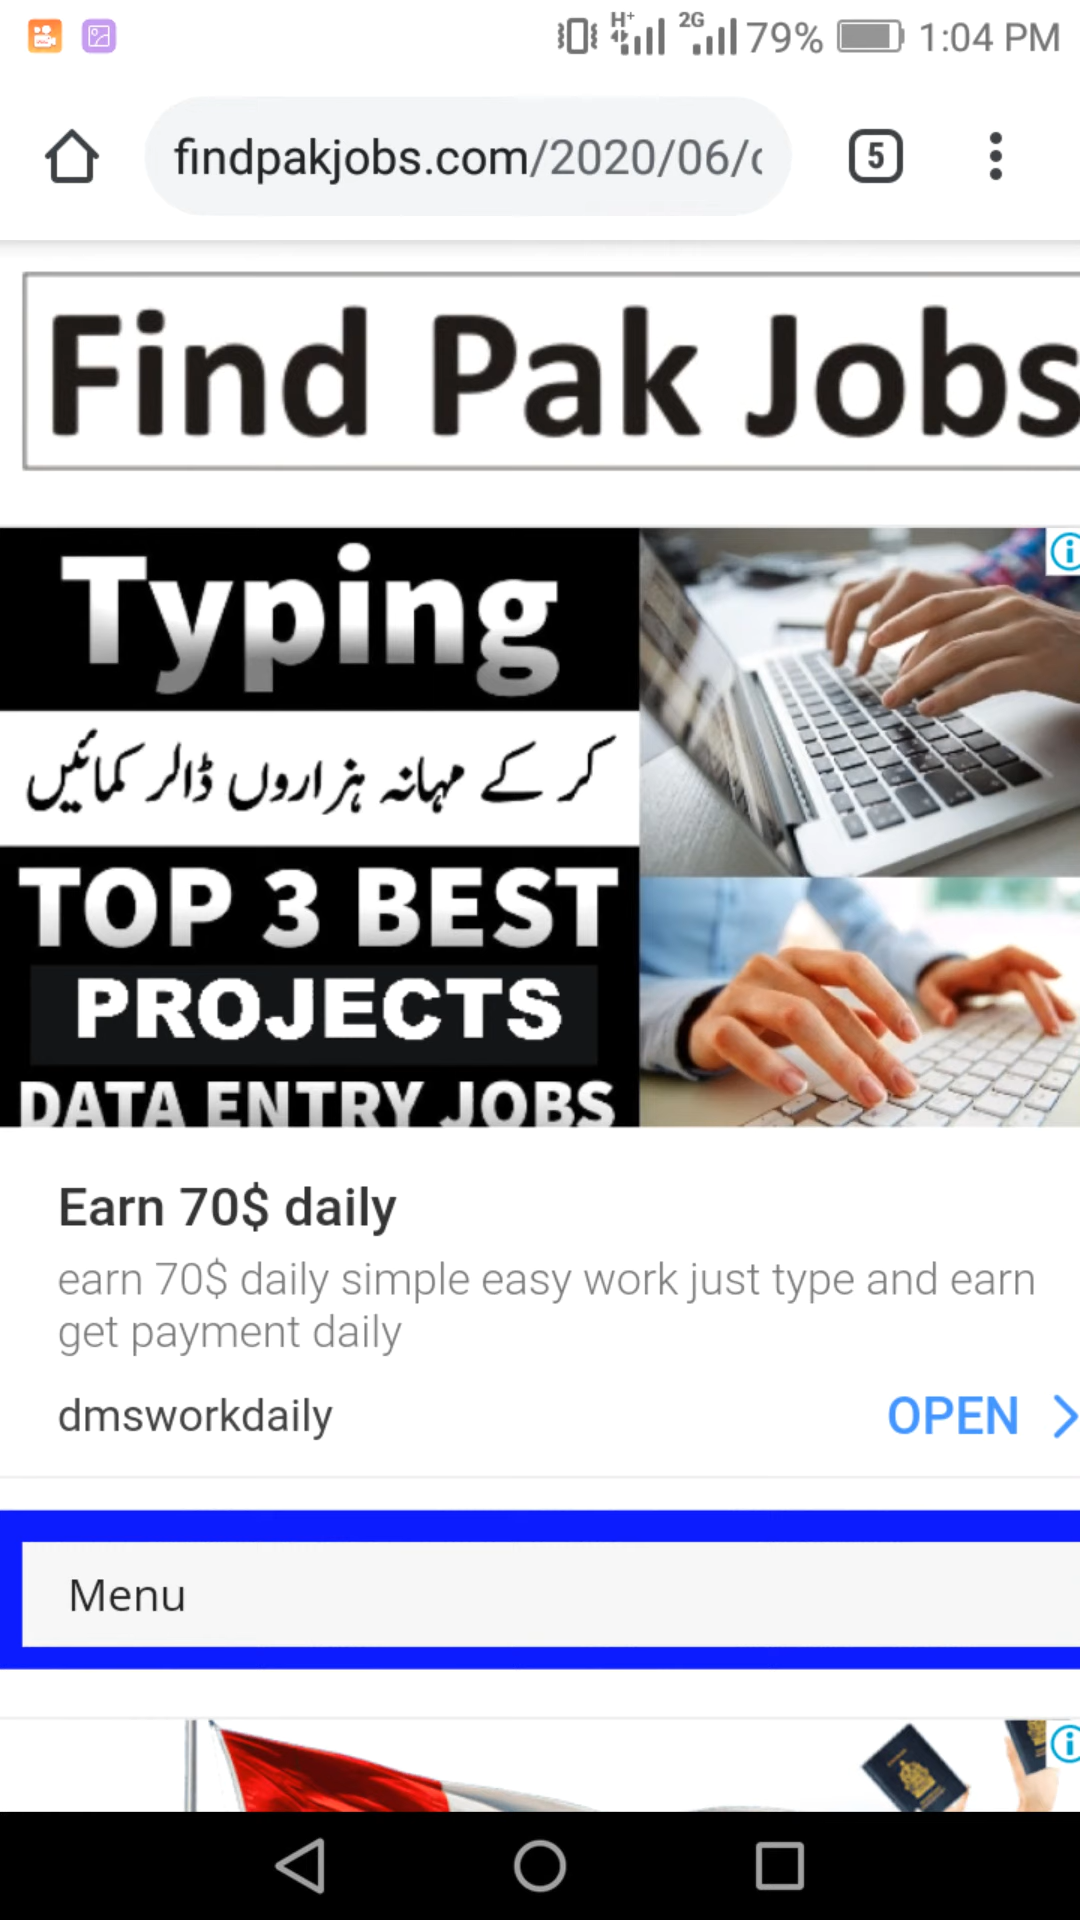 H+ 2G 79% 1:04 PM
findpakjobs.com/2020/06/
5
Find Pak Jobs
Typing
کر کے مہانہ ہزاروں ڈالر کمائیں
TOP 3 BEST
PROJECTS
DATA ENTRY JOBS
Earn 70$ daily
earn 70$ daily simple easy work just type and earn
get payment daily
dmsworkdaily
OPEN
Menu